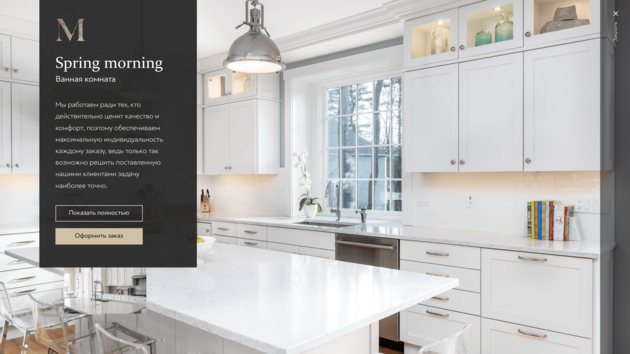 M
Spring morning
Ванная комната
Мы работаем ради тех, кто
действительно ценит качество и
комфорт, поэтому обеспечиваем
максимальную индивидуальность
каждому заказу, ведь только так
возможно решить поставленную
нашими клиентами задачу
наиболее точно.
Показать полностью
Оформить заказ